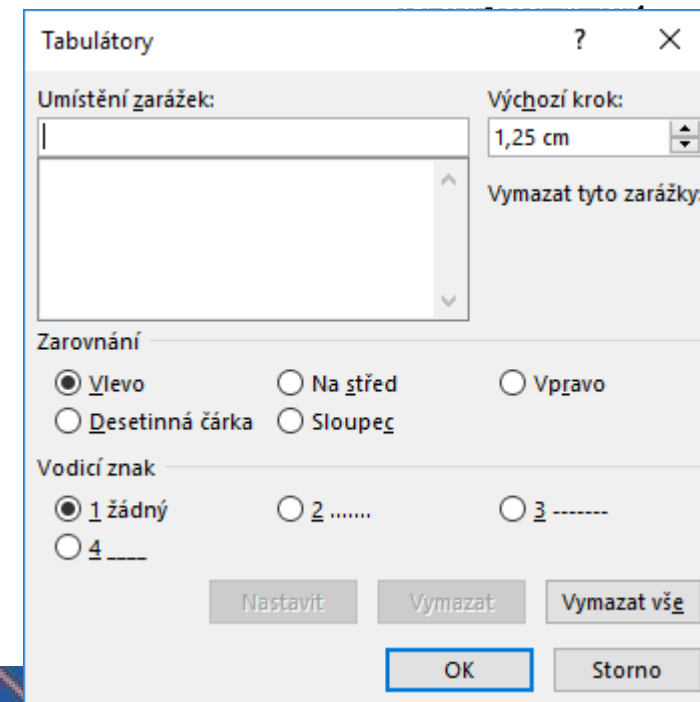 Tabulátory ? ×
Umístění zarážek:
Výchozí krok:
1,25 cm
Vymazat tyto zarážky:
Zarovnání
Vlevo Na střed Vpravo
Desetinná čárka Sloupec
Vodicí znak
1 žádný 2 ....... 3 -------
4 ____
Nastavit Vymazat Vymazat vše
OK Storno